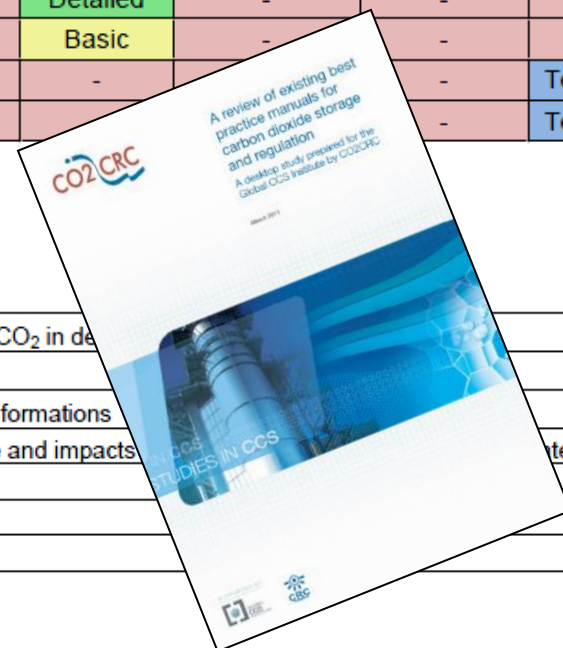 Detailed - -
Basic - -
- - Te
- Te
CO2CRC
A review of existing best
practice manuals for
carbon dioxide storage
and regulation
A desktop study prepared for the
Global CCS Institute by CO2CRC
March 2011
CO₂ in de
formations
and impacts
IN CCS
STUDIES IN CCS
CRC